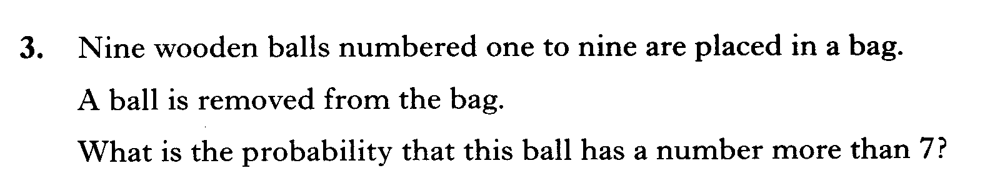 3. Nine wooden balls numbered one to nine are placed in a bag.
A ball is removed from the bag.
What is the probability that this ball has a number more than 7?